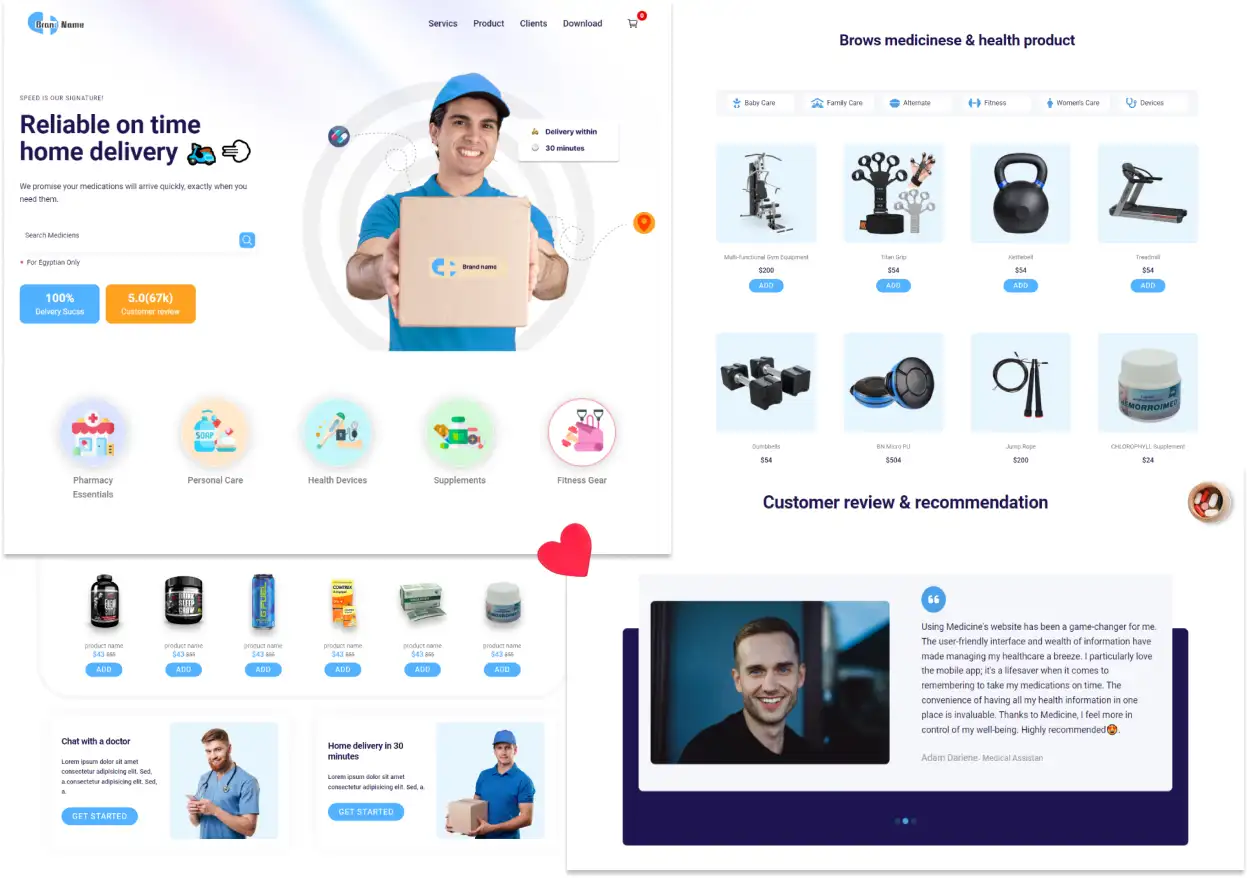 Brand Name
Servics
Product
Clients
Download
0
SPEED IS OUR SIGNATURE!
Reliable on time
home delivery
We promise your medications will arrive quickly, exactly when you
need them.
Search Mediciens
* For Egyptian Only
100%
Delivery Sucas
5.0(67k)
Customer review
Delivery within
30 minutes
Brand name
Pharmacy
Essentials
Personal Care
Health Devices
Supplements
Fitness Gear
SOAP
Brows medicinese & health product
Baby Care
Family Care
Alternate
Fitness
Women's Care
Devices
Multi-functional Gym Equipment
$200
ADD
Titan Grip
$54
ADD
Kettlebell
$54
ADD
Treadmill
$54
ADD
Dumbbells
$54
BN Micro PU
$504
Jump Rope
$200
CHLOROPHYLL Supplement
$24
product name
$43 $55
ADD
product name
$43 $55
ADD
G FUEL
product name
$43 $55
ADD
product name
$43 $55
ADD
product name
$43 $55
ADD
product name
$43 $55
ADD
Chat with a doctor
Lorem ipsum dolor sit amet
consectetur adipisicing elit. Sed,
a.consectetur adipisicing elit. Sed,
a.
GET STARTED
Home delivery in 30
minutes
Lorem ipsum dolor sit amet
consectetur adipisicing elit. Sed, a.
GET STARTED
Customer review & recommendation
Using Medicine's website has been a game-changer for me.
The user-friendly interface and wealth of information have
made managing my healthcare a breeze. I particularly love
the mobile app; it's a lifesaver when it comes to
remembering to take my medications on time. The
convenience of having all my health information in one
place is invaluable. Thanks to Medicine, I feel more in
control of my well-being. Highly recommended.
Adam Dariene- Medical Assistan